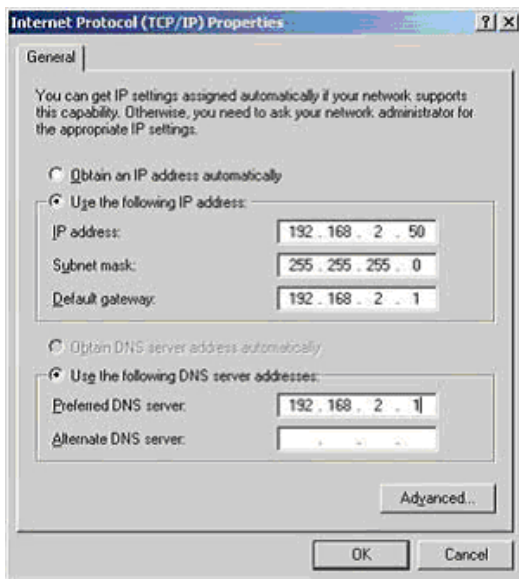 Internet Protocol (TCP/IP) Properties
General
You can get IP settings assigned automatically if your network supports
this capability. Otherwise, you need to ask your network administrator for
the appropriate IP settings.
Obtain an IP address automatically
Use the following IP address:
IP address: 192 . 168 . 2 . 50
Subnet mask: 255 . 255 . 255 . 0
Default gateway: 192 . 168 . 2 . 1
Obtain DNS server address automatically
Use the following DNS server addresses:
Preferred DNS server: 192 . 168 . 2 . 1
Alternate DNS server: . . .
Advanced...
OK Cancel